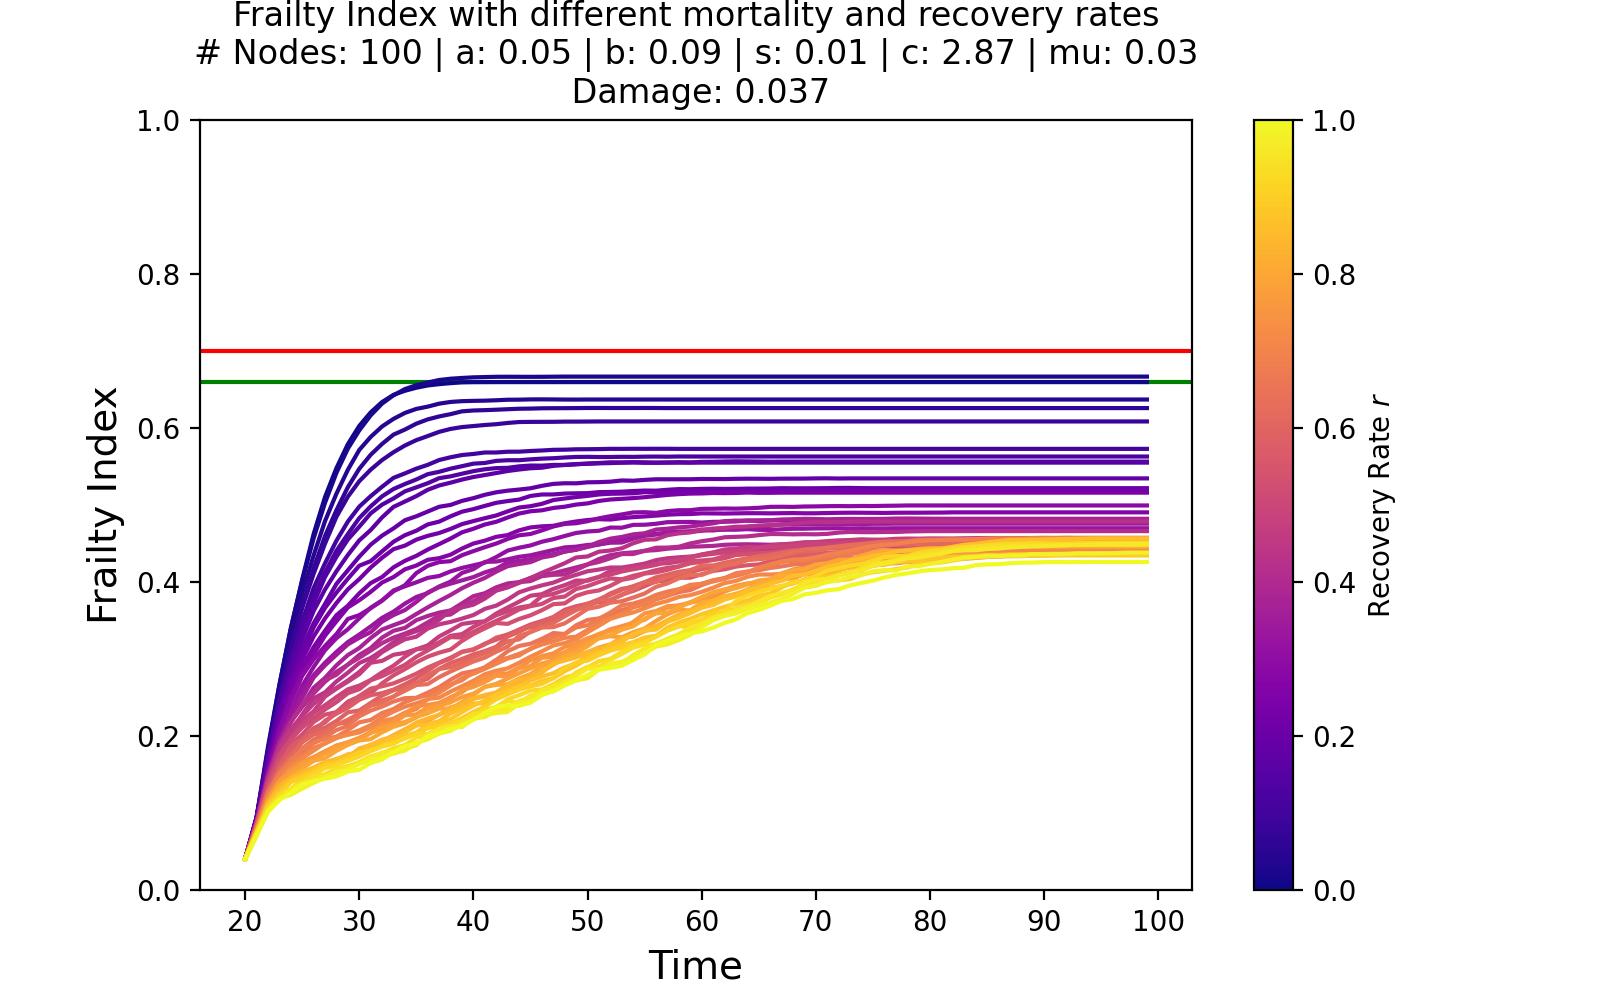 Frailty Index with different mortality and recovery rates
# Nodes: 100 | a: 0.05 | b: 0.09 | s: 0.01 | c: 2.87 | mu: 0.03
Damage: 0.037
1.0
0.8
0.6
0.4
0.2
0.0
Frailty Index
20 30 40 50 60 70 80 90 100
Time
1.0
0.8
0.6
0.4
0.2
0.0
Recovery Rate r